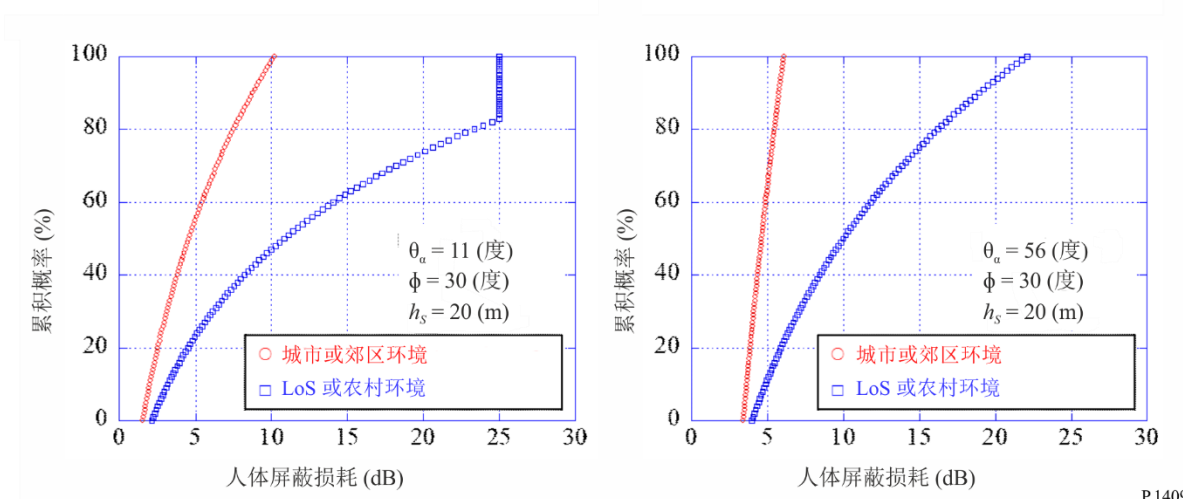 100
80
60
40
20
0
0 5 10 15 20 25 30
累积概率 (%)
人体屏蔽损耗 (dB)
θα = 11 (度)
ϕ = 30 (度)
hS = 20 (m)
城市或郊区环境
LoS 或农村环境
100
80
60
40
20
0
0 5 10 15 20 25 30
累积概率 (%)
人体屏蔽损耗 (dB)
θα = 56 (度)
ϕ = 30 (度)
hS = 20 (m)
城市或郊区环境
LoS 或农村环境
P.1409